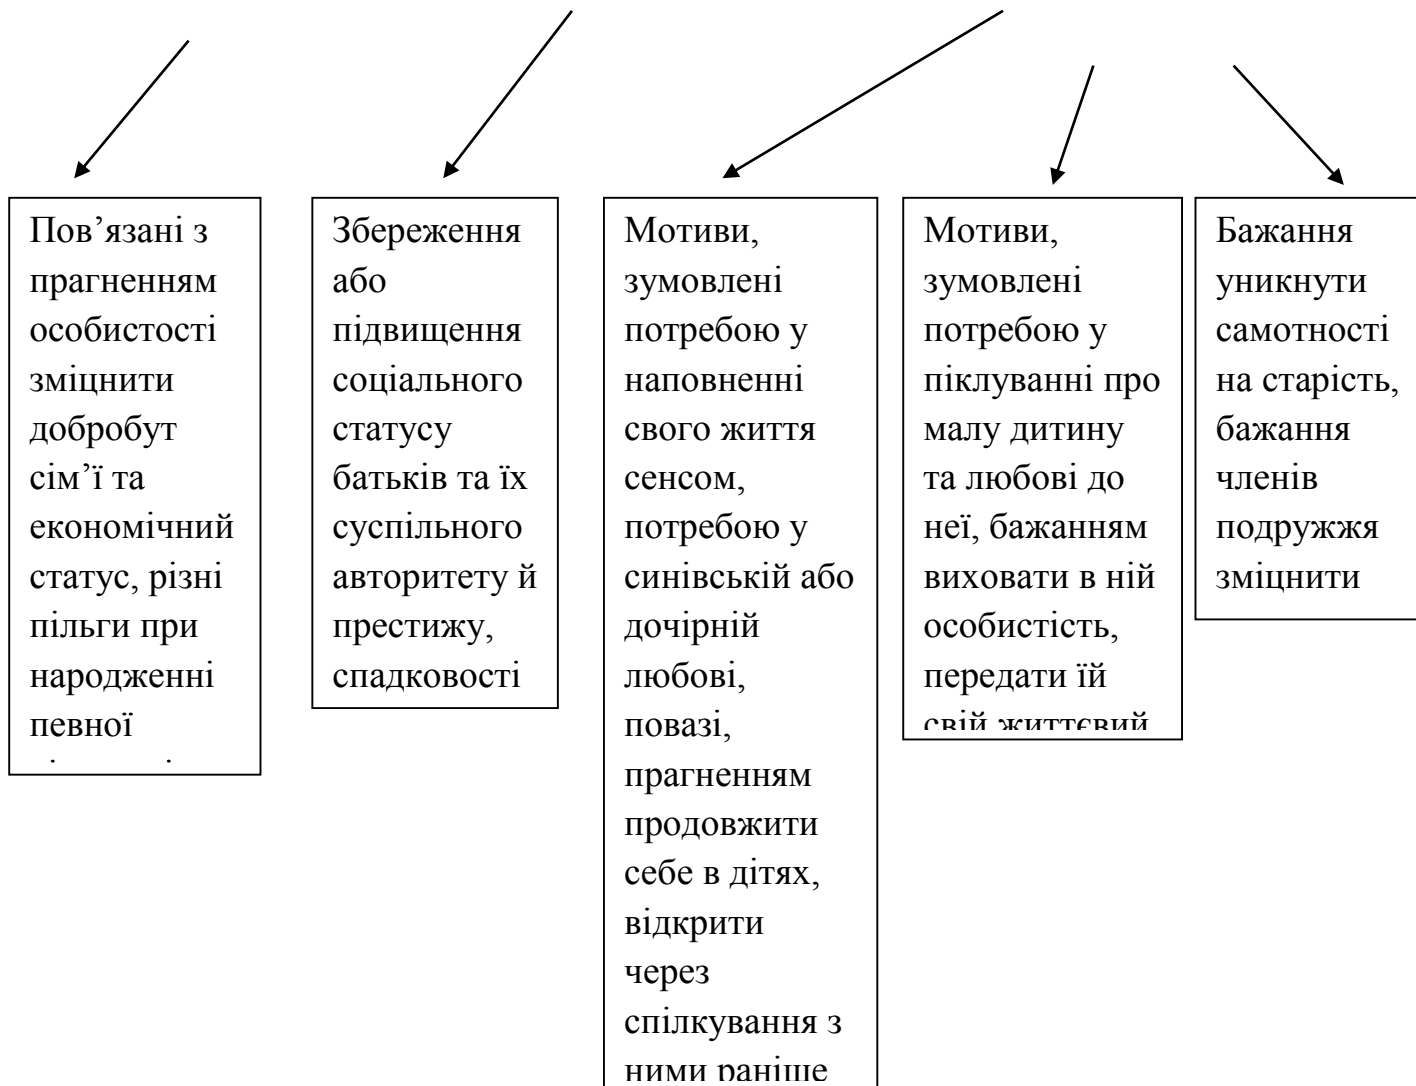 Пов’язані з
прагненням
особистості
зміцнити
добробут
сім’ї та
економічний
статус, різні
пільги при
народженні
певної
Збереження
або
підвищення
соціального
статусу
батьків та їх
суспільного
авторитету й
престижу,
спадковості
Мотиви,
зумовлені
потребою у
наповненні
свого життя
сенсом,
потребою у
синівській або
дочірній
любові,
повазі,
прагненням
продовжити
себе в дітях,
відкрити
через
спілкування з
ними раніше
Мотиви,
зумовлені
потребою у
піклуванні про
малу дитину
та любові до
неї, бажанням
виховати в ній
особистість,
передати їй
свій життєвий
Бажання
уникнути
самотності
на старість,
бажання
членів
подружжя
зміцнити